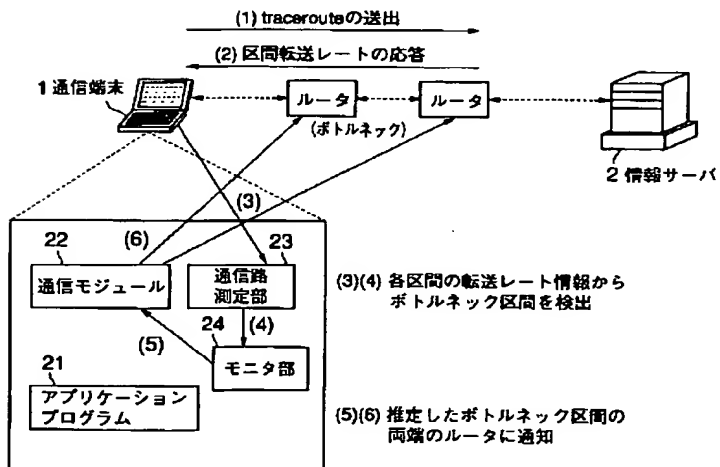 (1) tracerouteの送出
(2) 区間転送レートの応答
1 通信端末
ルータ
ルータ
(ボトルネック)
2 情報サーバ
(3)
(6)
22
23
通信モジュール
通信路
測定部
(3)(4) 各区間の転送レート情報から
ボトルネック区間を検出
(4)
24
(5)
モニタ部
21
アプリケーション
プログラム
(5)(6) 推定したボトルネック区間の
両端のルータに通知